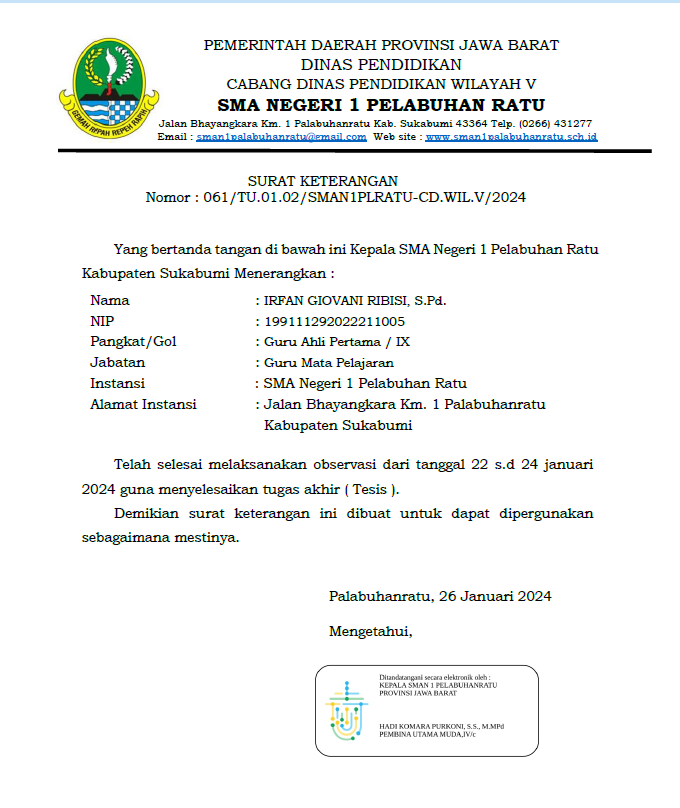 PEMERINTAH DAERAH PROVINSI JAWA BARAT
DINAS PENDIDIKAN
CABANG DINAS PENDIDIKAN WILAYAH V
SMA NEGERI 1 PELABUHAN RATU
Jalan Bhayangkara Km. 1 Palabuhanratu Kab. Sukabumi 43364 Telp. (0266) 431277
Email : sman1palabuhanratu@gmail.com Web site : www.sman1palabuhanratu.sch.id
GEMAH RIPAH REPEH RAPIH
SURAT KETERANGAN
Nomor : 061/TU.01.02/SMAN1PLRATU-CD.WIL.V/2024
Yang bertanda tangan di bawah ini Kepala SMA Negeri 1 Pelabuhan Ratu
Kabupaten Sukabumi Menerangkan :
Nama : IRFAN GIOVANI RIBISI, S.Pd.
NIP : 199111292022211005
Pangkat/Gol : Guru Ahli Pertama / IX
Jabatan : Guru Mata Pelajaran
Instansi : SMA Negeri 1 Pelabuhan Ratu
Alamat Instansi : Jalan Bhayangkara Km. 1 Palabuhanratu
Kabupaten Sukabumi
Telah selesai melaksanakan observasi dari tanggal 22 s.d 24 januari
2024 guna menyelesaikan tugas akhir ( Tesis ).
Demikian surat keterangan ini dibuat untuk dapat dipergunakan
sebagaimana mestinya.
Palabuhanratu, 26 Januari 2024
Mengetahui,
Ditandatangani secara elektronik oleh :
KEPALA SMAN 1 PELABUHANRATU
PROVINSI JAWA BARAT
HADI KOMARA PURKONI, S.S., M.MPd
PEMBINA UTAMA MUDA,IV/c